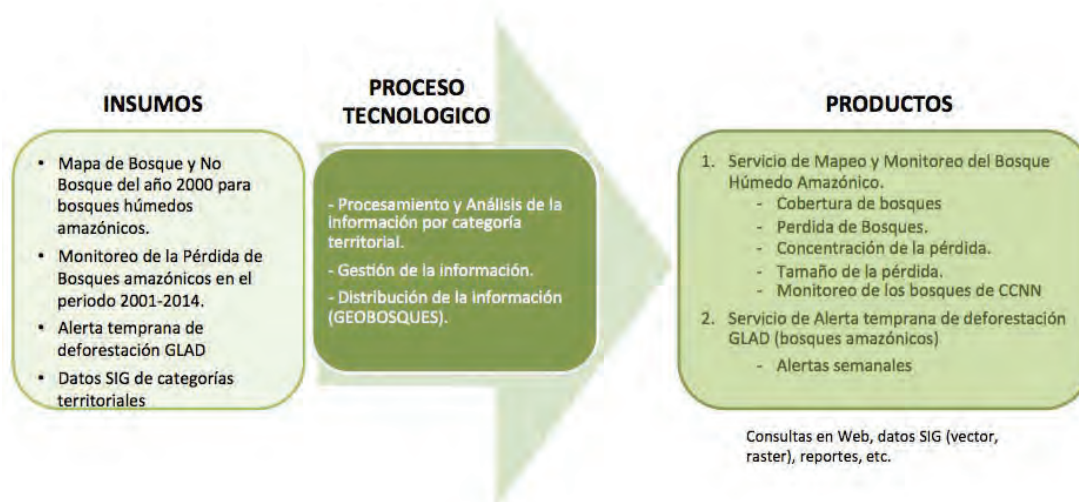 INSUMOS
• Mapa de Bosque y No
Bosque del año 2000 para
bosques húmedos
amazónicos.
• Monitoreo de la Pérdida de
Bosques amazónicos en el
periodo 2001-2014.
• Alerta temprana de
deforestación GLAD
• Datos SIG de categorías
territoriales
PROCESO
TECNOLOGICO
- Procesamiento y Análisis de la
información por categoría
territorial.
- Gestión de la información.
- Distribución de la información
(GEOBOSQUES).
PRODUCTOS
1. Servicio de Mapeo y Monitoreo del Bosque
Húmedo Amazónico.
- Cobertura de bosques
- Perdida de Bosques.
- Concentración de la pérdida.
- Tamaño de la pérdida.
- Monitoreo de los bosques de CCNN
2. Servicio de Alerta temprana de deforestación
GLAD (bosques amazónicos)
- Alertas semanales
Consultas en Web, datos SIG (vector,
raster), reportes, etc.